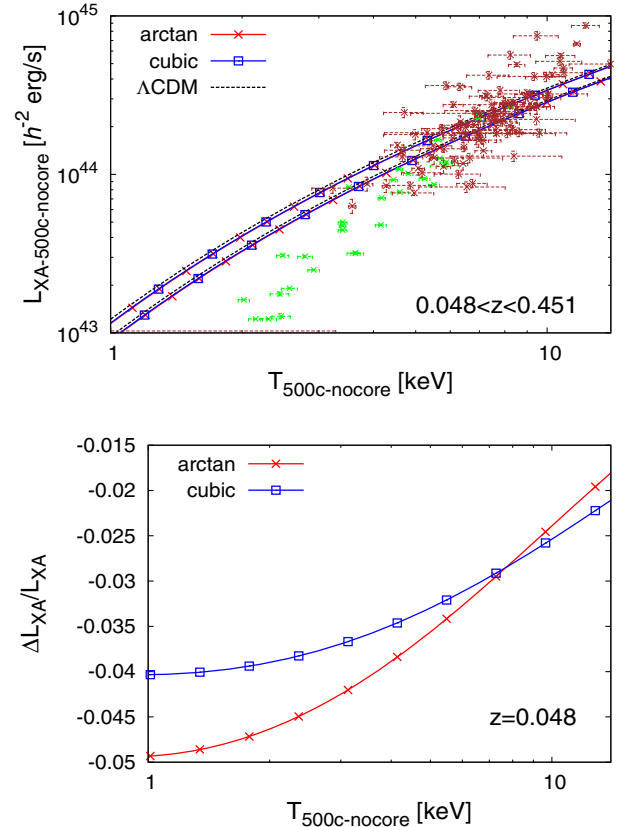 10^45
arctan
cubic
ΛCDM
L_XA-500c-nocore [h^-2 erg/s]
10^44
0.048<z<0.451
10^43
1
10
T_500c-nocore [keV]
-0.015
arctan
cubic
-0.02
-0.025
-0.03
ΔL_XA/L_XA
-0.035
-0.04
-0.045
z=0.048
-0.05
1
10
T_500c-nocore [keV]